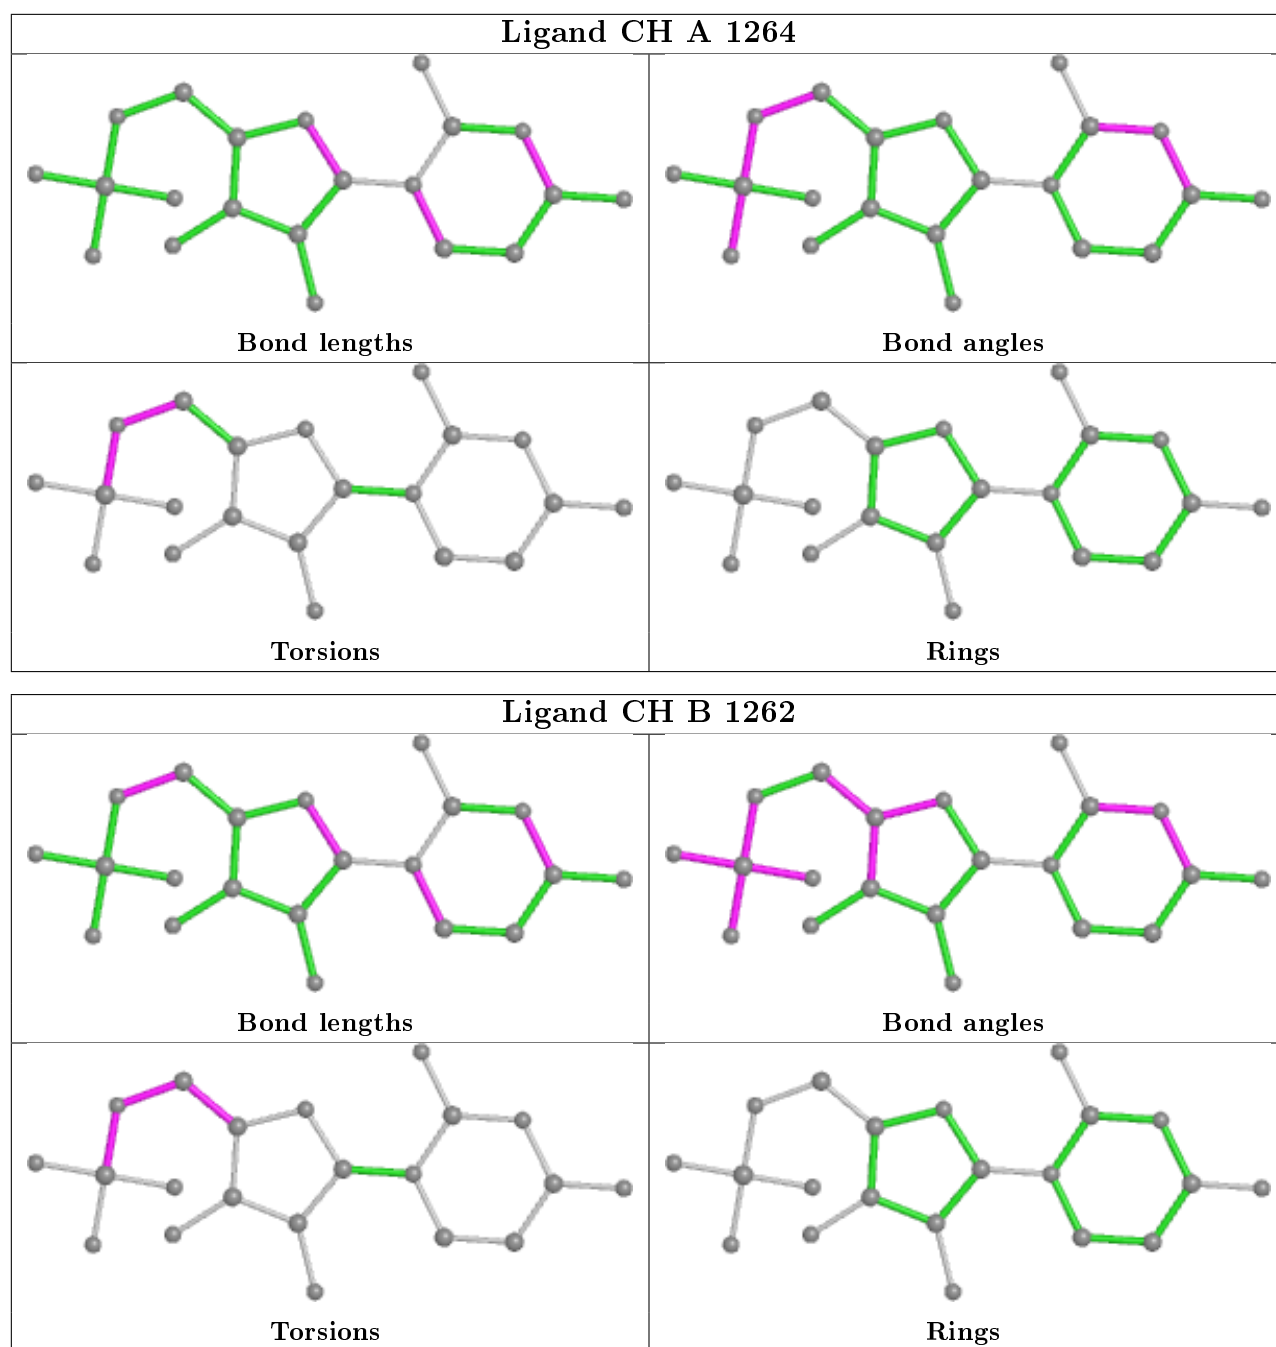 Ligand CH A 1264
Bond lengths
Bond angles
Torsions
Rings
Ligand CH B 1262
Bond lengths
Bond angles
Torsions
Rings